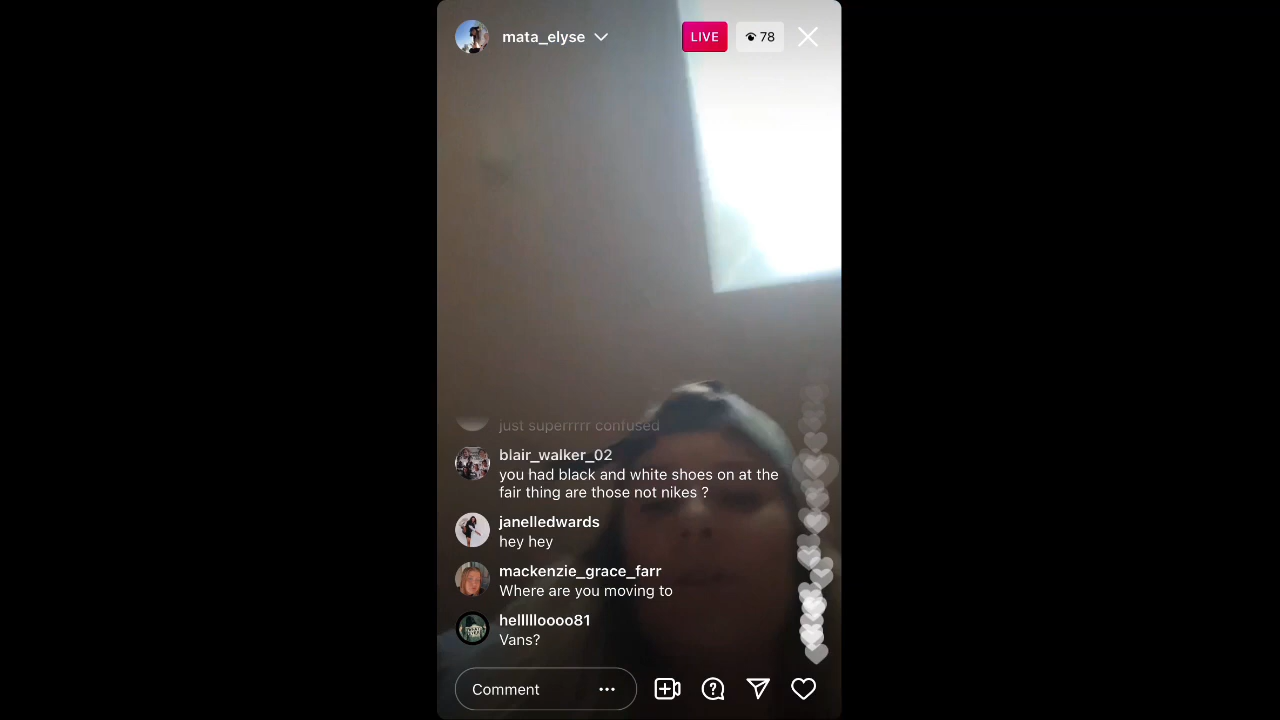 mata_elyse
LIVE
78
just superrrrr confused
blair_walker_02
you had black and white shoes on at the
fair thing are those not nikes ?
janelledwards
hey hey
mackenzie_grace_farr
Where are you moving to
hellllloooo81
Vans?
Comment